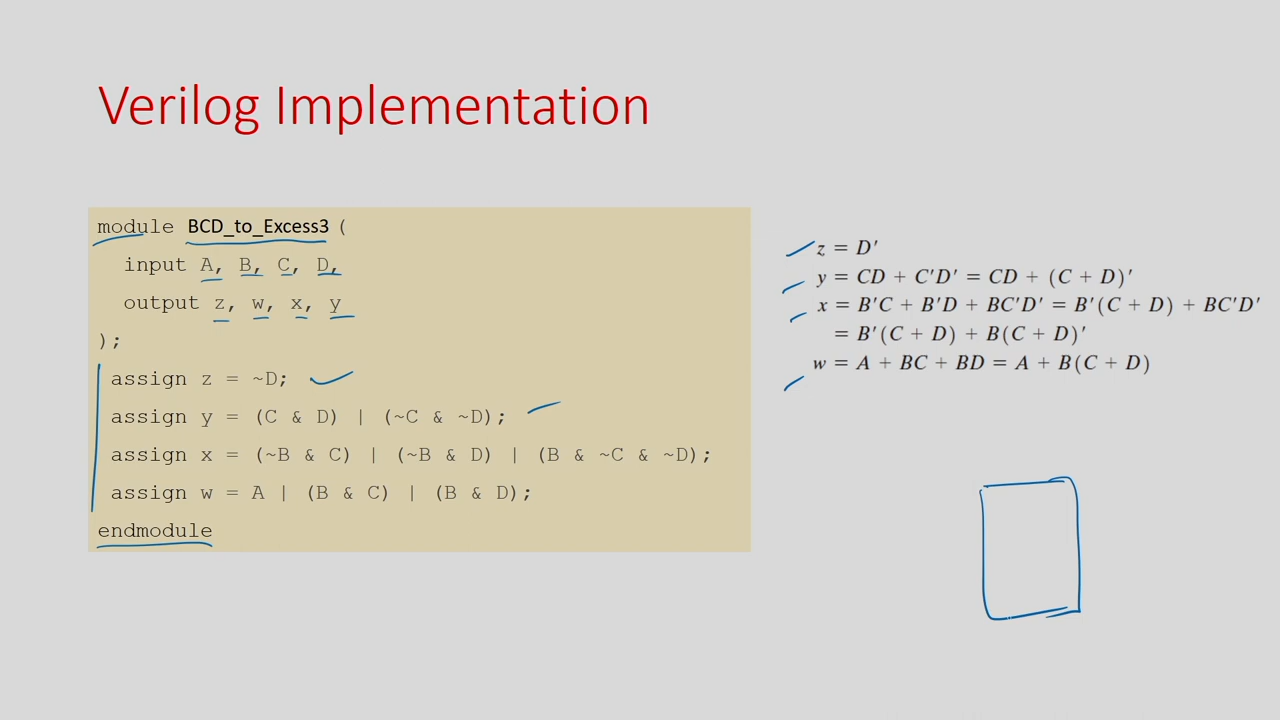 Verilog Implementation
module BCD_to_Excess3 (
input A, B, C, D,
output z, w, x, y
);
assign z = ~D;
assign y = (C & D) | (~C & ~D);
assign x = (~B & C) | (~B & D) | (B & ~C & ~D);
assign w = A | (B & C) | (B & D);
endmodule
z = D′
y = CD + C′D′ = CD + (C + D)′
x = B′C + B′D + BC′D′ = B′(C + D) + BC′D′
= B′(C + D) + B(C + D)′
w = A + BC + BD = A + B(C + D)